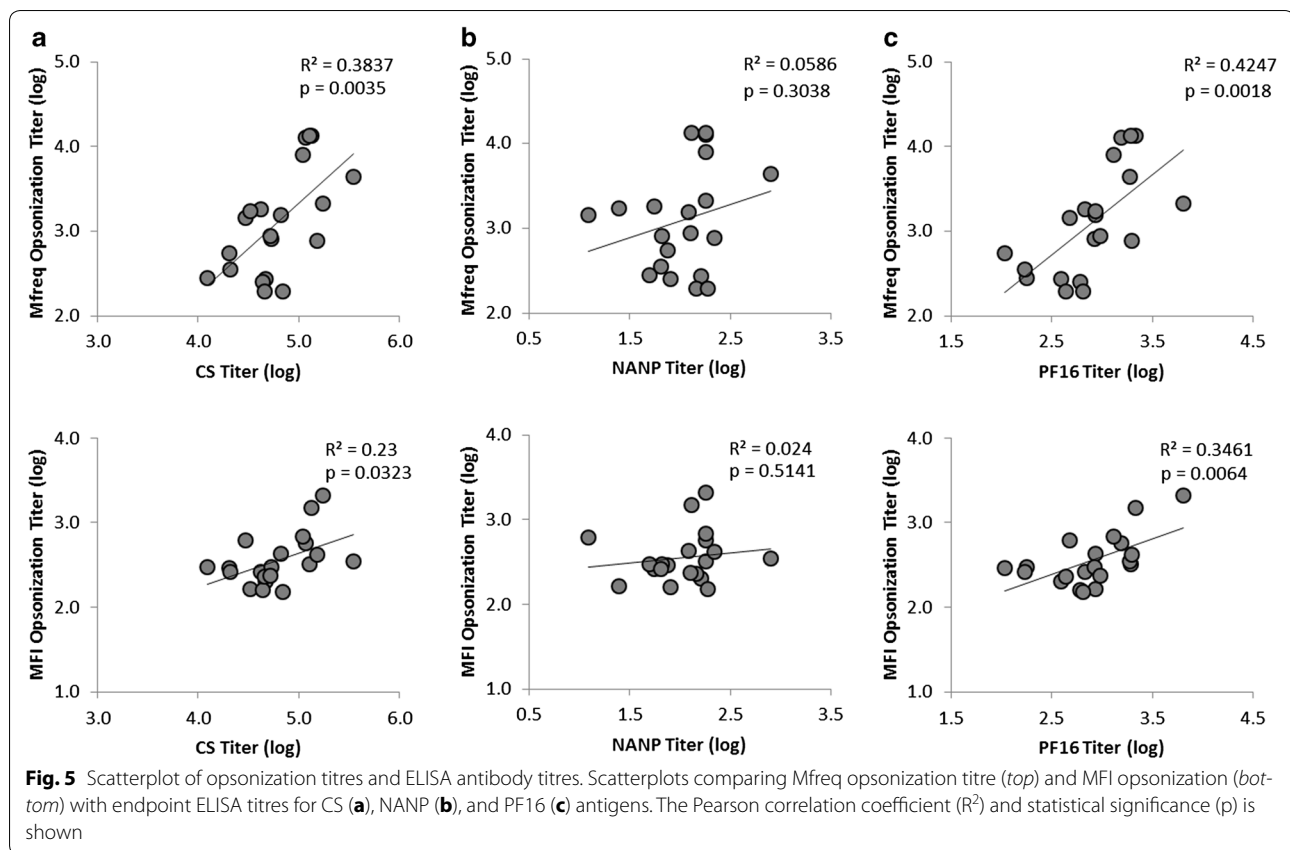 a
R² = 0.3837
p = 0.0035
Mfreq Opsonization Titer (log)
5.0
4.0
3.0
2.0
3.0 4.0 5.0 6.0
CS Titer (log)
b
R² = 0.0586
p = 0.3038
Mfreq Opsonization Titer (log)
5.0
4.0
3.0
2.0
0.5 1.5 2.5 3.5
NANP Titer (log)
c
R² = 0.4247
p = 0.0018
Mfreq Opsonization Titer (log)
5.0
4.0
3.0
2.0
1.5 2.5 3.5 4.5
PF16 Titer (log)
R² = 0.23
p = 0.0323
MFI Opsonization Titer (log)
4.0
3.0
2.0
1.0
3.0 4.0 5.0 6.0
CS Titer (log)
R² = 0.024
p = 0.5141
MFI Opsonization Titer (log)
4.0
3.0
2.0
1.0
0.5 1.5 2.5 3.5
NANP Titer (log)
R² = 0.3461
p = 0.0064
MFI Opsonization Titer (log)
4.0
3.0
2.0
1.0
1.5 2.5 3.5 4.5
PF16 Titer (log)
Fig. 5 Scatterplot of opsonization titres and ELISA antibody titres. Scatterplots comparing Mfreq opsonization titre (top) and MFI opsonization (bot-
tom) with endpoint ELISA titres for CS (a), NANP (b), and PF16 (c) antigens. The Pearson correlation coefficient (R²) and statistical significance (p) is
shown